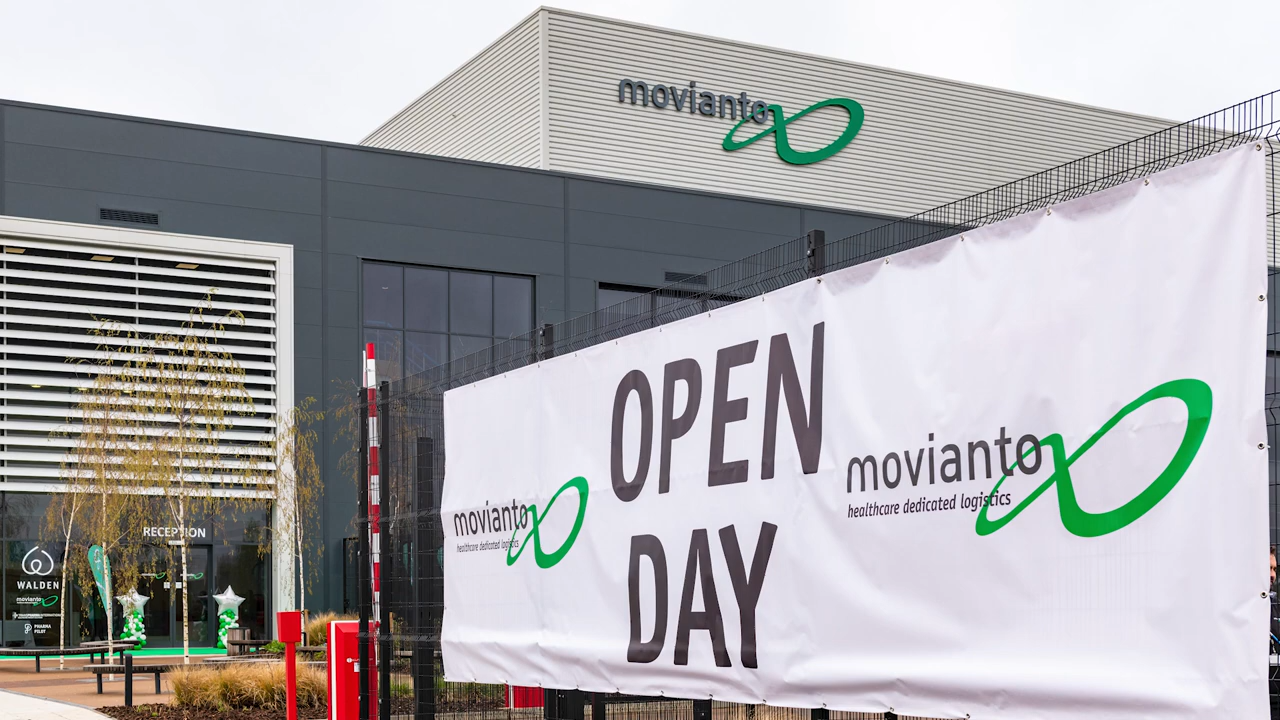 movianto
OPEN
DAY
movianto
healthcare dedicated logistics
movianto
healthcare dedicated logistics
RECEPTION
WALDEN
movianto
PHARMA
PILOT